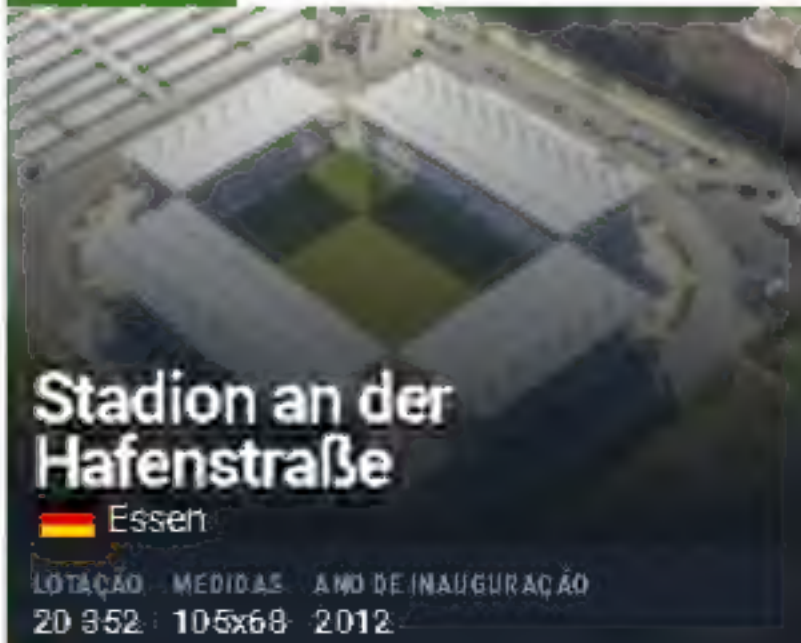 Stadion an der
Hafenstraße
Essen
LOTAÇÃO MEDIDAS ANO DE INAUGURAÇÃO
20 352 105x68 2012